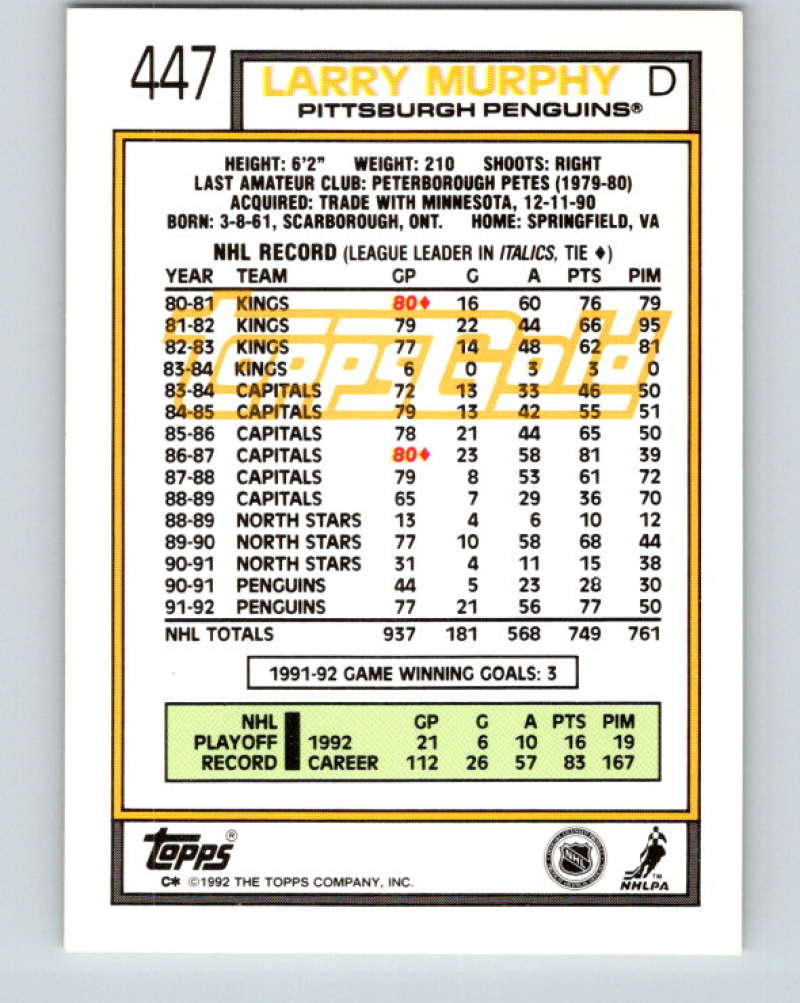 447
LARRY MURPHY D
PITTSBURGH PENGUINS®
HEIGHT: 6'2" WEIGHT: 210 SHOOTS: RIGHT
LAST AMATEUR CLUB: PETERBOROUGH PETES (1979-80)
ACQUIRED: TRADE WITH MINNESOTA, 12-11-90
BORN: 3-8-61, SCARBOROUGH, ONT. HOME: SPRINGFIELD, VA
NHL RECORD (LEAGUE LEADER IN ITALICS, TIE ♦)
YEAR TEAM GP G A PTS PIM
80-81 KINGS 80♦ 16 60 76 79
81-82 KINGS 79 22 44 66 95
82-83 KINGS 77 14 48 62 81
83-84 KINGS 6 0 3 3 0
83-84 CAPITALS 72 13 33 46 50
84-85 CAPITALS 79 13 42 55 51
85-86 CAPITALS 78 21 44 65 50
86-87 CAPITALS 80♦ 23 58 81 39
87-88 CAPITALS 79 8 53 61 72
88-89 CAPITALS 65 7 29 36 70
88-89 NORTH STARS 13 4 6 10 12
89-90 NORTH STARS 77 10 58 68 44
90-91 NORTH STARS 31 4 11 15 38
90-91 PENGUINS 44 5 23 28 30
91-92 PENGUINS 77 21 56 77 50
NHL TOTALS 937 181 568 749 761
ToppsGold
1991-92 GAME WINNING GOALS: 3
NHL GP G A PTS PIM
PLAYOFF 1992 21 6 10 16 19
RECORD CAREER 112 26 57 83 167
Topps®
C* ©1992 THE TOPPS COMPANY, INC.
NHL
™
NHLPA